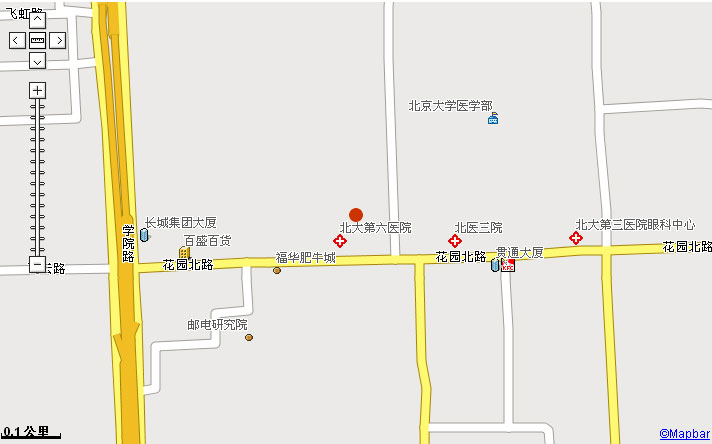 飞虹路
北京大学医学部
长城集团大厦
北大第六医院
北医三院
北大第三医院眼科中心
学院路
百盛百货
花园北路
贯通大厦
花园北路
福华肥牛城
花园北路
云路
KFC
邮电研究院
0.1 公里
©Mapbar